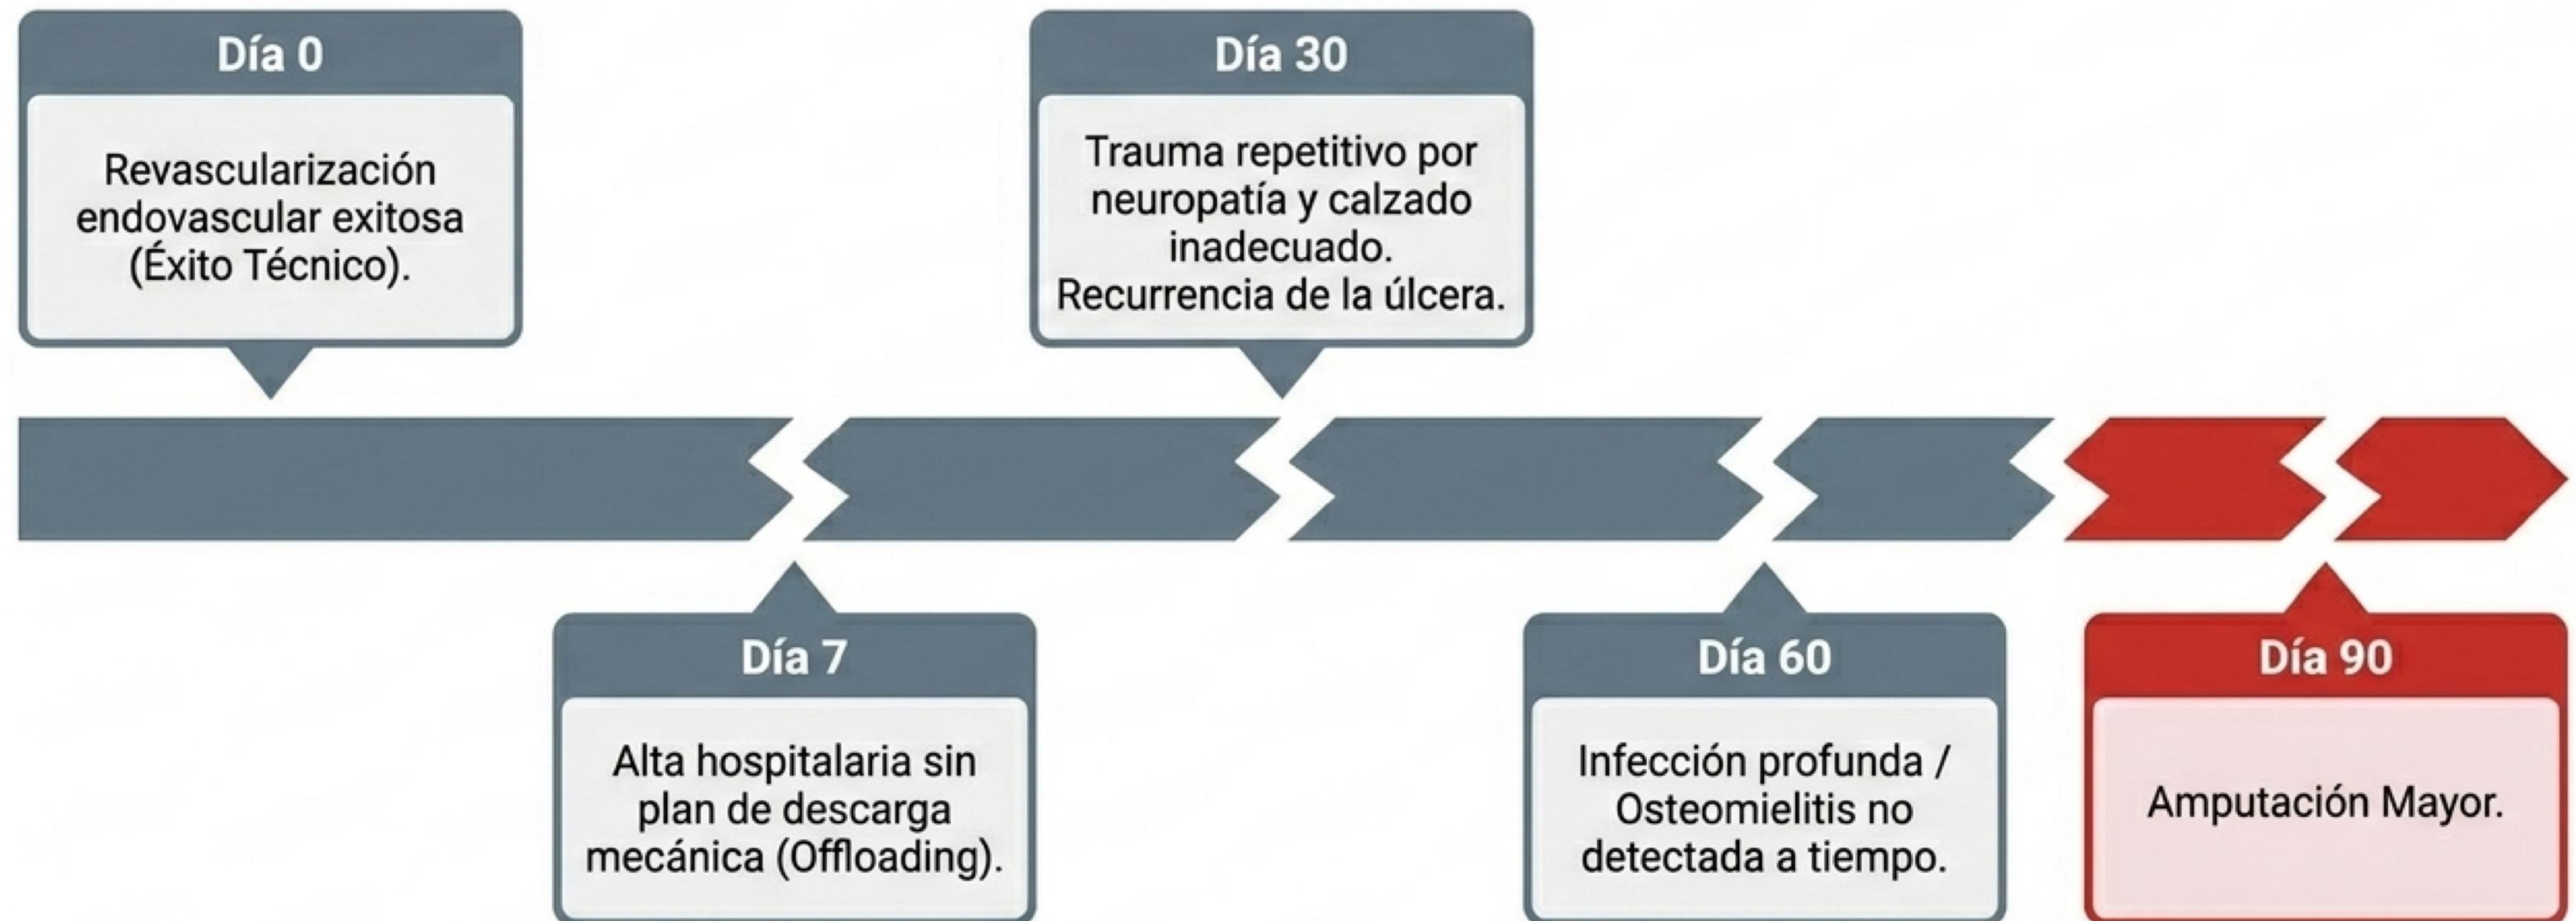 Día 0
Revascularización
endovascular exitosa
(Éxito Técnico).
Día 7
Alta hospitalaria sin
plan de descarga
mecánica (Offloading).
Día 30
Trauma repetitivo por
neuropatía y calzado
inadecuado.
Recurrencia de la úlcera.
Día 60
Infección profunda /
Osteomielitis no
detectada a tiempo.
Día 90
Amputación Mayor.